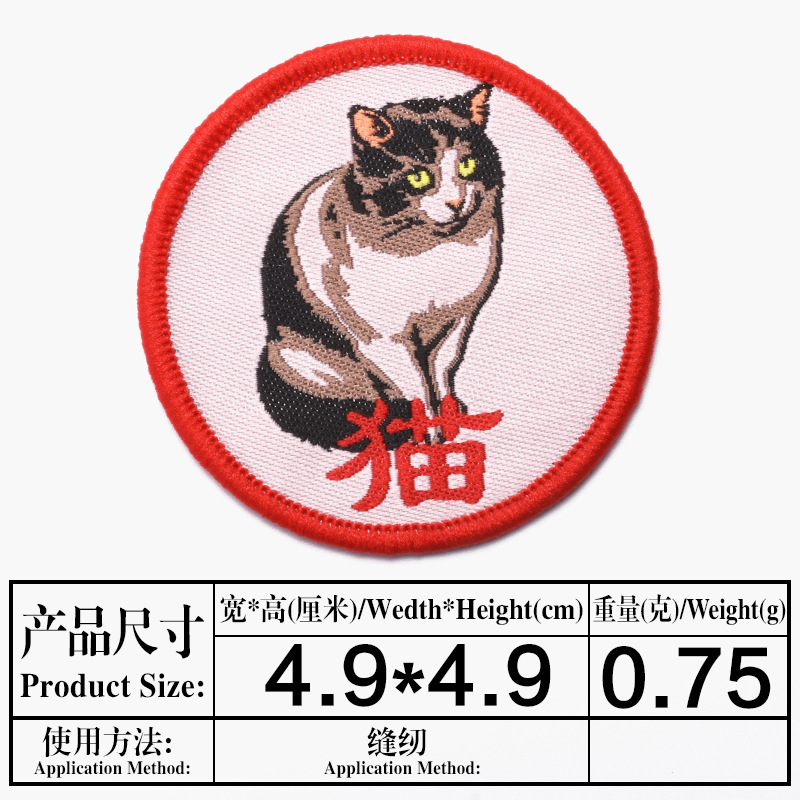 猫
产品尺寸
Product Size:
宽*高(厘米)/Wedth*Height(cm)
重量(克)/Weight(g)
4.9*4.9
0.75
使用方法:
Application Method:
缝纫
Application Method: